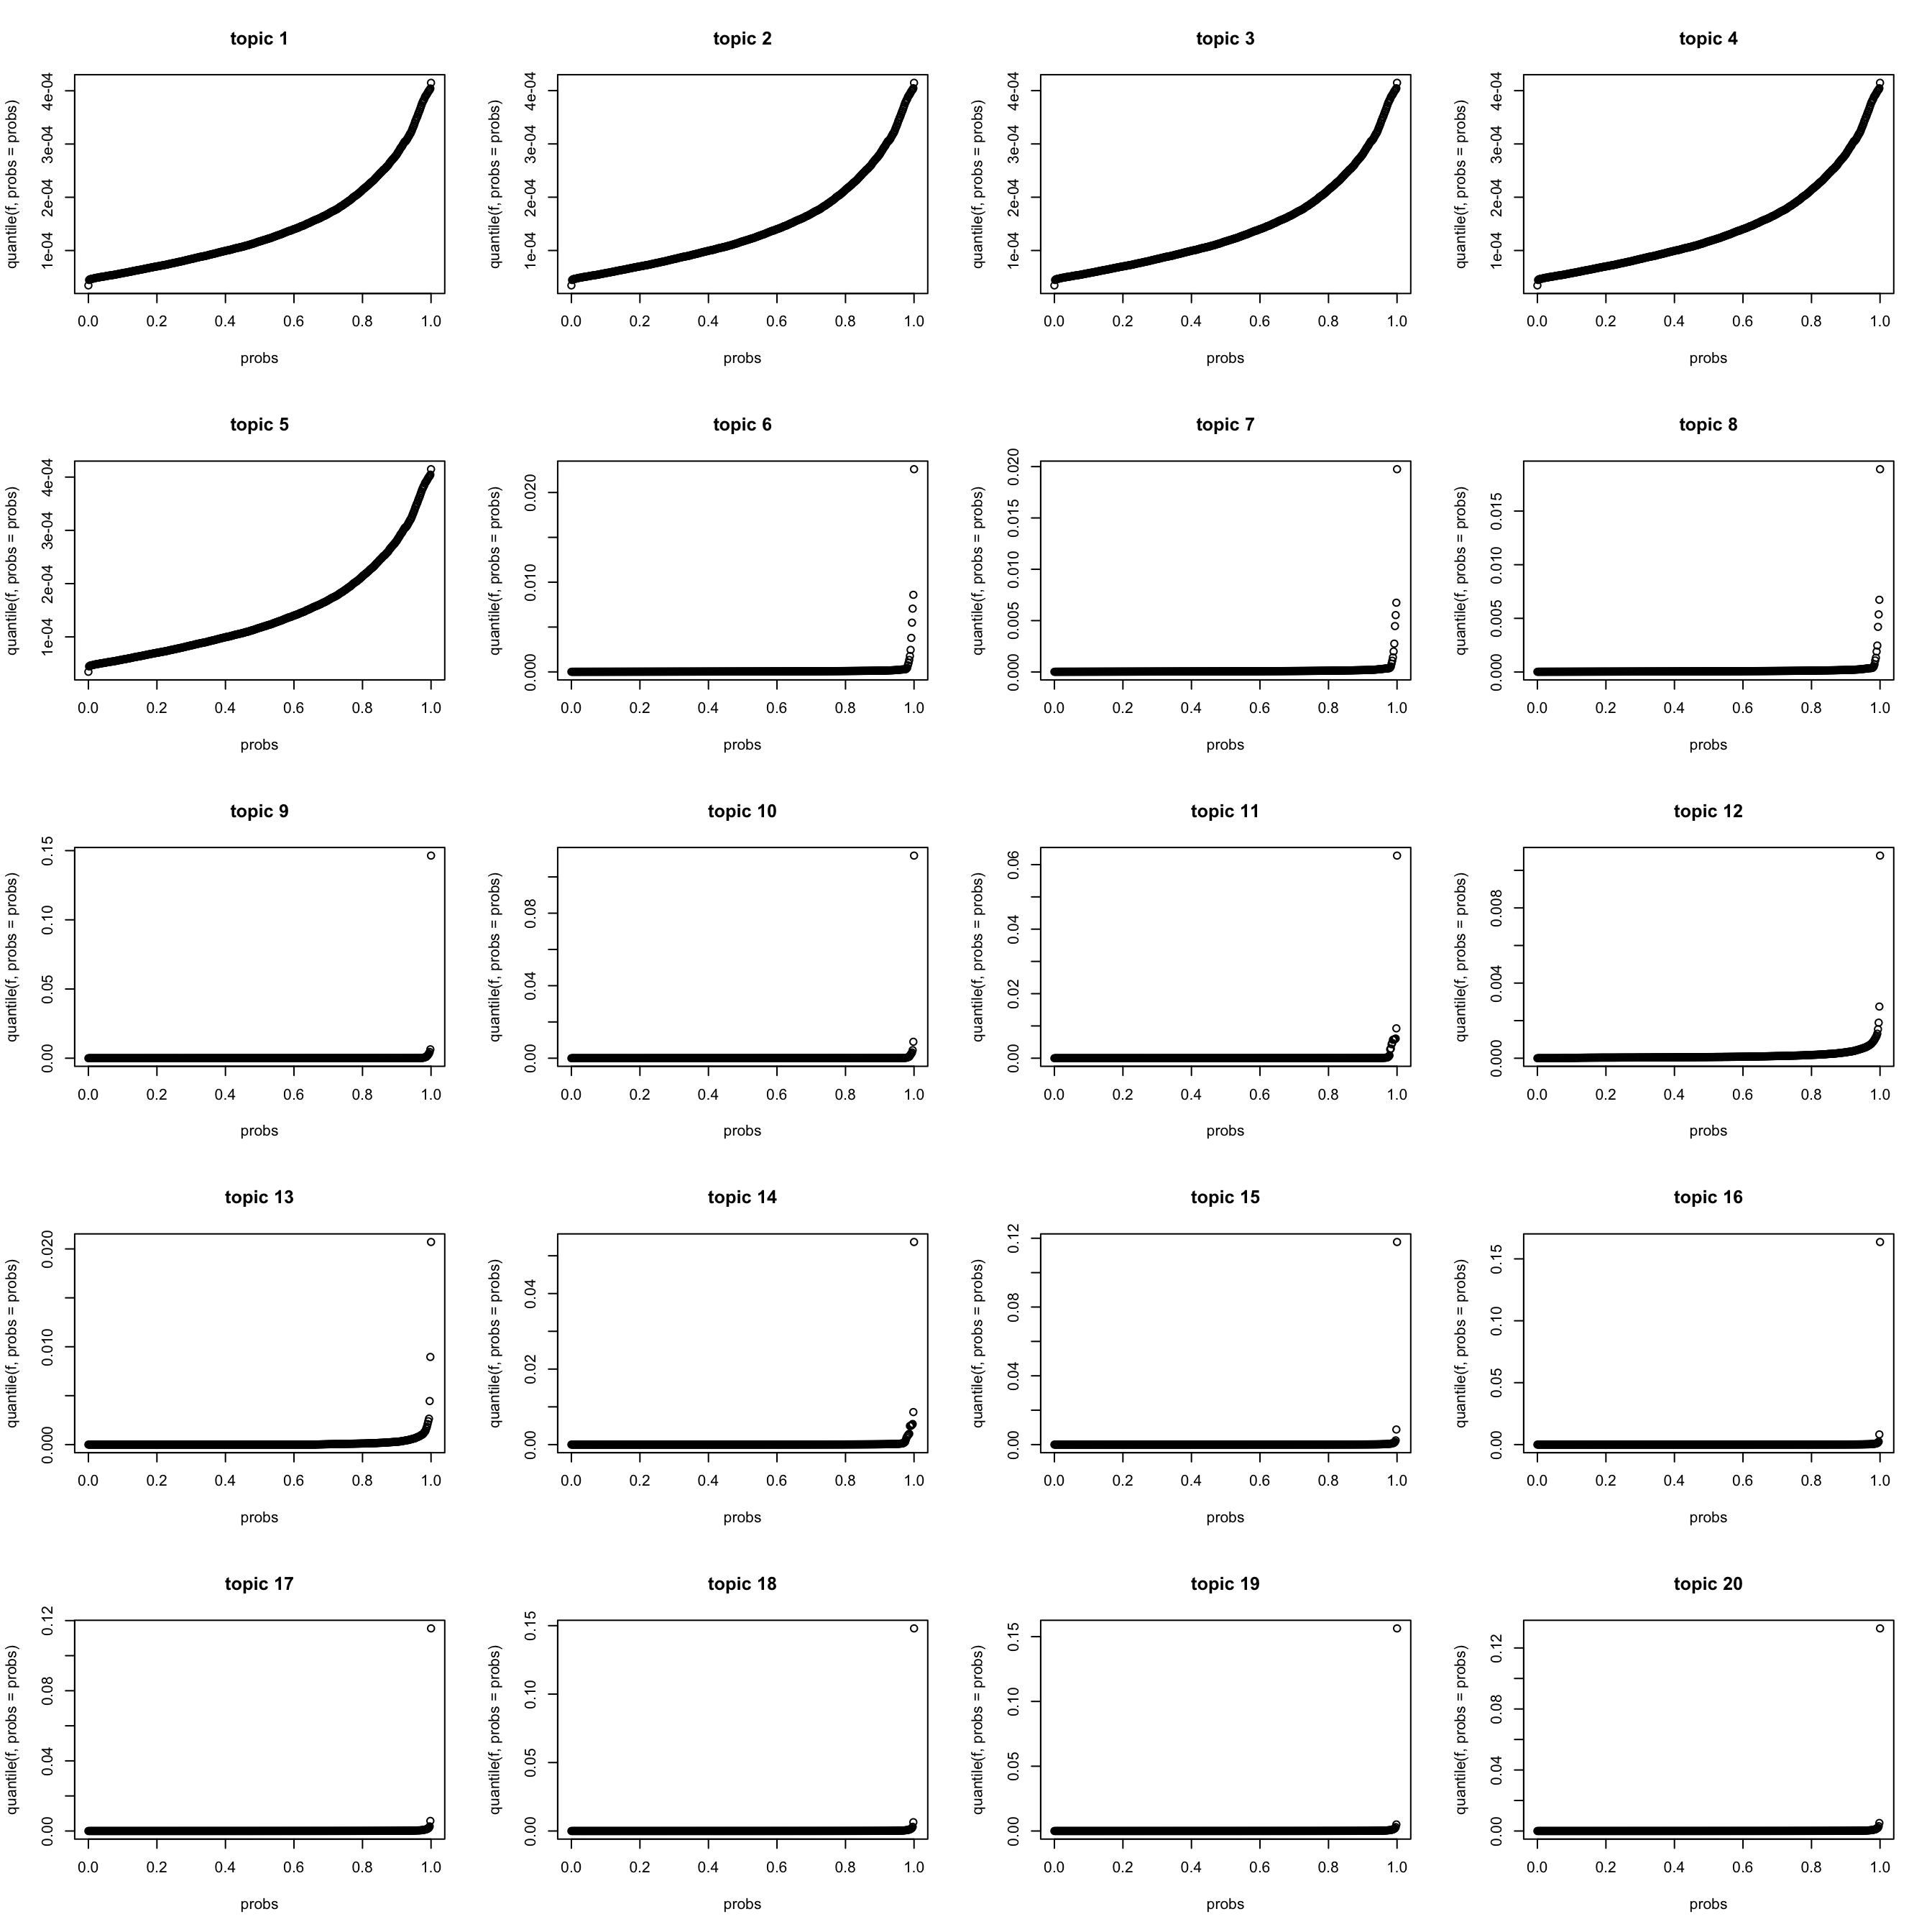 topic 1
quantile(f, probs = probs)
1e-04 2e-04 3e-04 4e-04
0.0 0.2 0.4 0.6 0.8 1.0
probs
topic 2
quantile(f, probs = probs)
1e-04 2e-04 3e-04 4e-04
0.0 0.2 0.4 0.6 0.8 1.0
probs
topic 3
quantile(f, probs = probs)
1e-04 2e-04 3e-04 4e-04
0.0 0.2 0.4 0.6 0.8 1.0
probs
topic 4
quantile(f, probs = probs)
1e-04 2e-04 3e-04 4e-04
0.0 0.2 0.4 0.6 0.8 1.0
probs
topic 5
quantile(f, probs = probs)
1e-04 2e-04 3e-04 4e-04
0.0 0.2 0.4 0.6 0.8 1.0
probs
topic 6
quantile(f, probs = probs)
0.000 0.010 0.020
0.0 0.2 0.4 0.6 0.8 1.0
probs
topic 7
quantile(f, probs = probs)
0.000 0.005 0.010 0.015 0.020
0.0 0.2 0.4 0.6 0.8 1.0
probs
topic 8
quantile(f, probs = probs)
0.000 0.005 0.010 0.015
0.0 0.2 0.4 0.6 0.8 1.0
probs
topic 9
quantile(f, probs = probs)
0.00 0.05 0.10 0.15
0.0 0.2 0.4 0.6 0.8 1.0
probs
topic 10
quantile(f, probs = probs)
0.00 0.04 0.08
0.0 0.2 0.4 0.6 0.8 1.0
probs
topic 11
quantile(f, probs = probs)
0.00 0.02 0.04 0.06
0.0 0.2 0.4 0.6 0.8 1.0
probs
topic 12
quantile(f, probs = probs)
0.000 0.004 0.008
0.0 0.2 0.4 0.6 0.8 1.0
probs
topic 13
quantile(f, probs = probs)
0.000 0.010 0.020
0.0 0.2 0.4 0.6 0.8 1.0
probs
topic 14
quantile(f, probs = probs)
0.00 0.02 0.04
0.0 0.2 0.4 0.6 0.8 1.0
probs
topic 15
quantile(f, probs = probs)
0.00 0.04 0.08 0.12
0.0 0.2 0.4 0.6 0.8 1.0
probs
topic 16
quantile(f, probs = probs)
0.00 0.05 0.10 0.15
0.0 0.2 0.4 0.6 0.8 1.0
probs
topic 17
quantile(f, probs = probs)
0.00 0.04 0.08 0.12
0.0 0.2 0.4 0.6 0.8 1.0
probs
topic 18
quantile(f, probs = probs)
0.00 0.05 0.10 0.15
0.0 0.2 0.4 0.6 0.8 1.0
probs
topic 19
quantile(f, probs = probs)
0.00 0.05 0.10 0.15
0.0 0.2 0.4 0.6 0.8 1.0
probs
topic 20
quantile(f, probs = probs)
0.00 0.04 0.08 0.12
0.0 0.2 0.4 0.6 0.8 1.0
probs